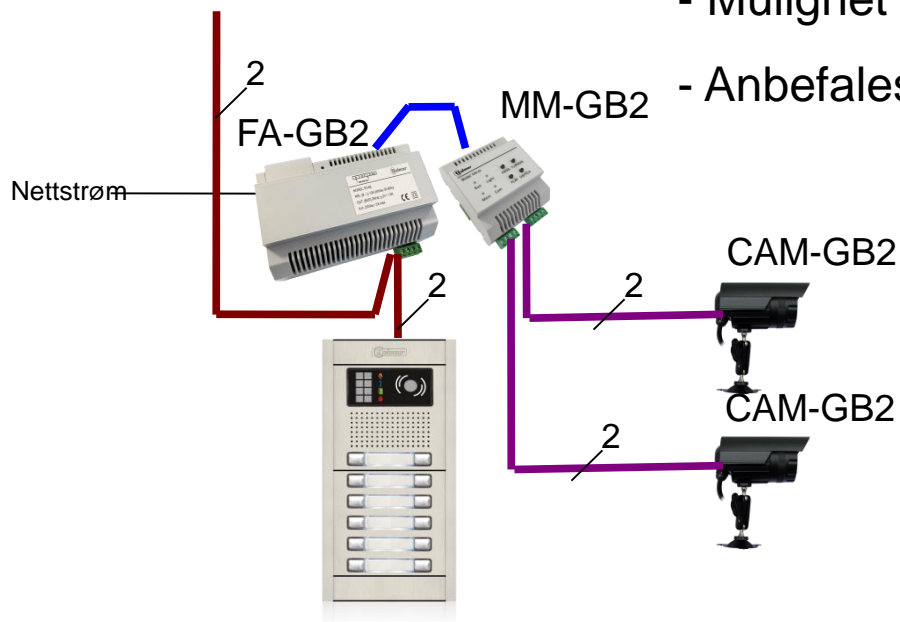 - Mulighet
2
- Anbefales
MM-GB2
FA-GB2
Nettstrøm
CAM-GB2
2
2
CAM-GB2
2